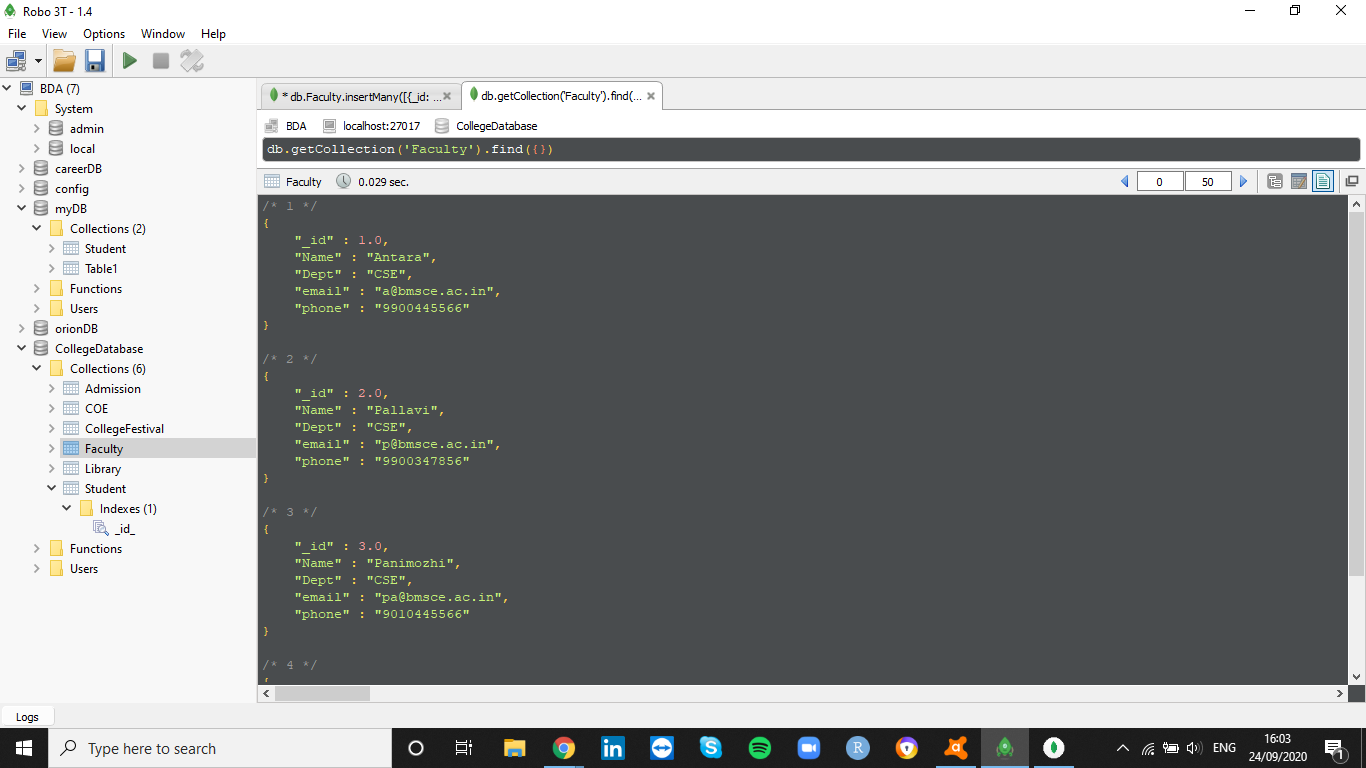 Robo 3T - 1.4
File View Options Window Help
BDA (7)
System
admin
local
careerDB
config
myDB
Collections (2)
Student
Table1
Functions
Users
orionDB
CollegeDatabase
Collections (6)
Admission
COE
CollegeFestival
Faculty
Library
Student
Indexes (1)
_id_
Functions
Users
* db.Faculty.insertMany([{_id: ... db.getCollection('Faculty').find(...
BDA localhost:27017 CollegeDatabase
db.getCollection('Faculty').find({})
Faculty 0.029 sec. 0 50
/* 1 */
{
"_id" : 1.0,
"Name" : "Antara",
"Dept" : "CSE",
"email" : "a@bmsce.ac.in",
"phone" : "9900445566"
}
/* 2 */
{
"_id" : 2.0,
"Name" : "Pallavi",
"Dept" : "CSE",
"email" : "p@bmsce.ac.in",
"phone" : "9900347856"
}
/* 3 */
{
"_id" : 3.0,
"Name" : "Panimozhi",
"Dept" : "CSE",
"email" : "pa@bmsce.ac.in",
"phone" : "9010445566"
}
/* 4 */
{
Logs
Type here to search
in
R
ENG
16:03
24/09/2020
1